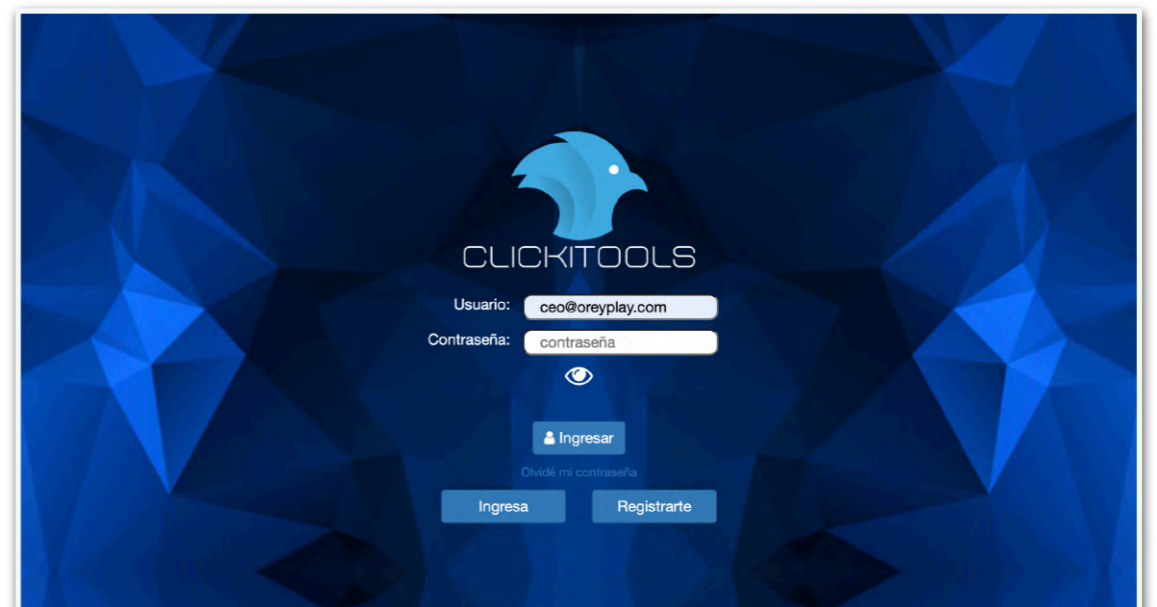 CLICKITOOLS
Usuario: ceo@oreyplay.com
Contraseña: contraseña
Ingresar
Olvidé mi contraseña
Ingresa Registrarte